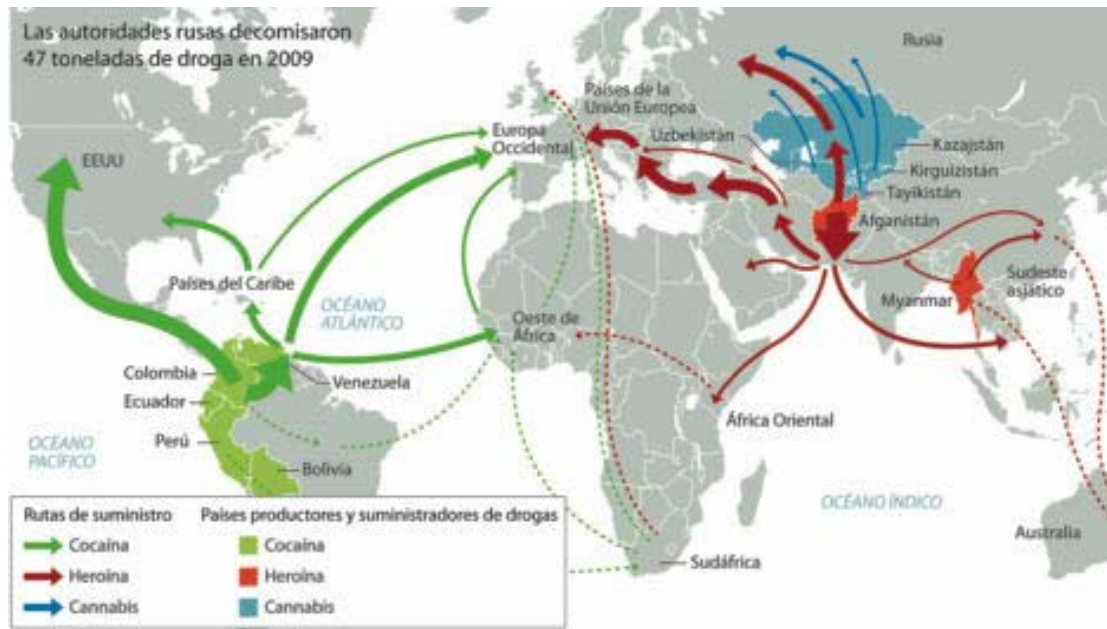 Las autoridades rusas decomisaron
47 toneladas de droga en 2009
Rusia
Países de la
Unión Europea
Europa
Occidental
Uzbekistán
Kazajstán
Kirguizistán
Tayikistán
Afganistán
EEUU
Países del Caribe
OCÉANO
ATLÁNTICO
Oeste de
África
Myanmar
Sudeste
asjático
Colombia
Venezuela
Ecuador
Perú
Bolivia
OCÉANO
PACÍFICO
África Oriental
OCÉANO ÍNDICO
Australia
Sudáfrica
Rutas de suministro
Países productores y suministradores de drogas
Cocaína
Cocaína
Heroína
Heroína
Cannabis
Cannabis